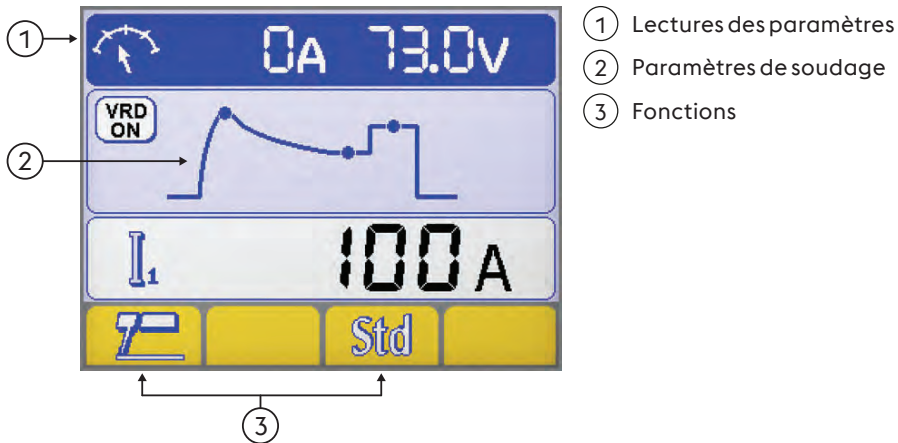 1 Lectures des paramètres
2 Paramètres de soudage
3 Fonctions
1
0A 73.0V
VRD
ON
2
I1 100 A
Std
3